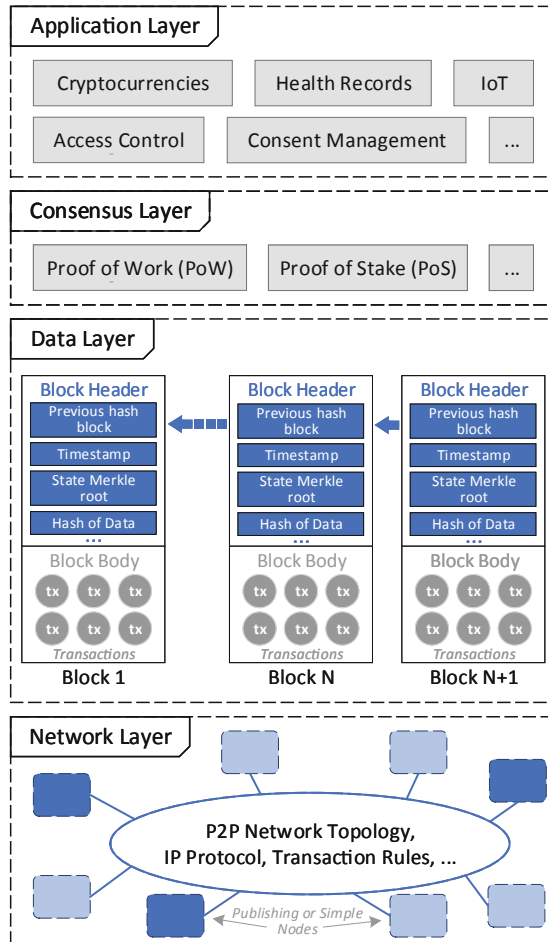 Application Layer
Cryptocurrencies
Health Records
IoT
Access Control
Consent Management
...
Consensus Layer
Proof of Work (PoW)
Proof of Stake (PoS)
...
Data Layer
Block Header
Previous hash
block
Timestamp
State Merkle
root
Hash of Data
...
Block Body
tx tx tx
tx tx tx
Transactions
Block 1
Block Header
Previous hash
block
Timestamp
State Merkle
root
Hash of Data
...
Block Body
tx tx tx
tx tx tx
Transactions
Block N
Block Header
Previous hash
block
Timestamp
State Merkle
root
Hash of Data
...
Block Body
tx tx tx
tx tx tx
Transactions
Block N+1
Network Layer
P2P Network Topology,
IP Protocol, Transaction Rules, ...
Publishing or Simple
Nodes